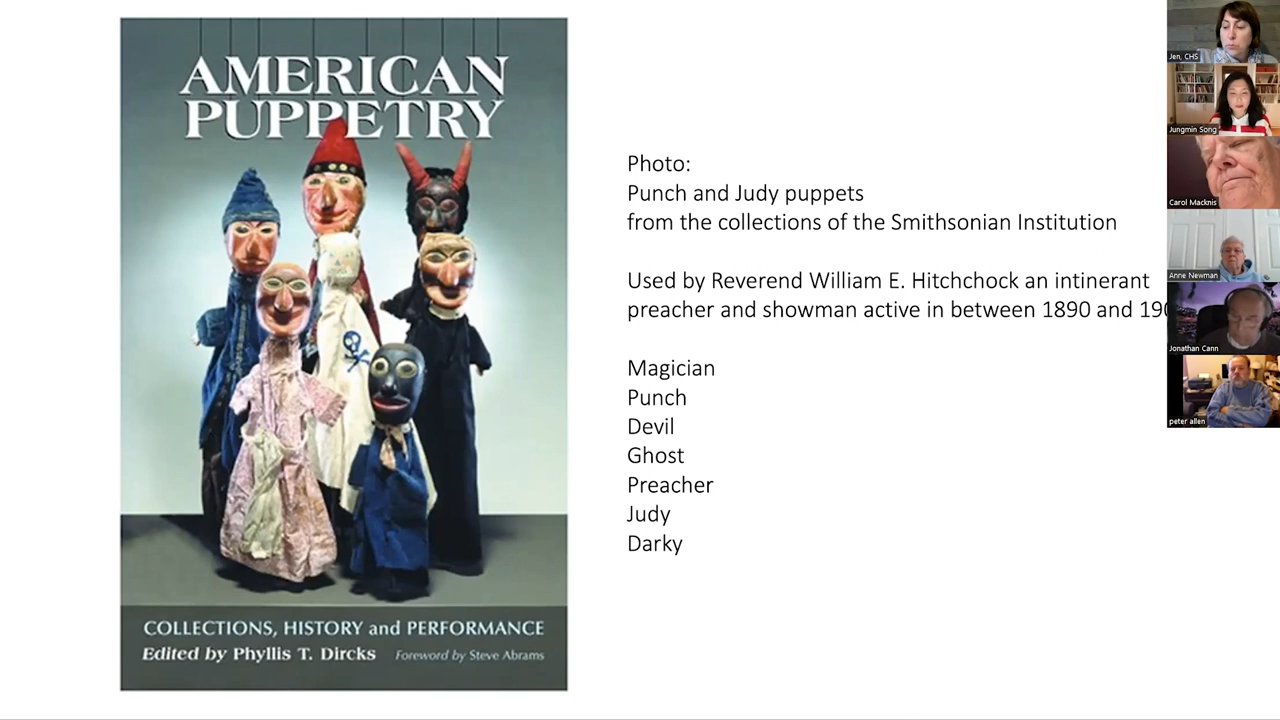 AMERICAN
PUPPETRY
COLLECTIONS, HISTORY and PERFORMANCE
Edited by Phyllis T. Dircks Foreword by Steve Abrams
Photo:
Punch and Judy puppets
from the collections of the Smithsonian Institution
Used by Reverend William E. Hitchchock an intinerant
preacher and showman active in between 1890 and
Magician
Punch
Devil
Ghost
Preacher
Judy
Darky
Jen, CHS
Jungmin Song
Carol Macknis
Anne Newman
Jonathan Cann
peter allen